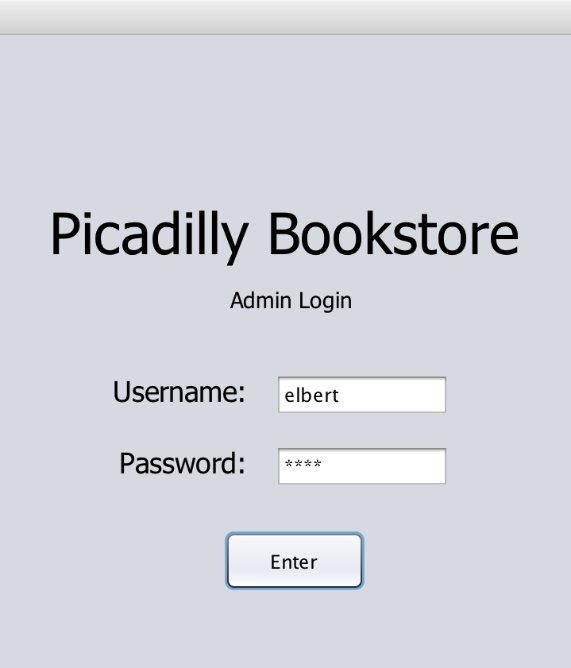 Picadilly Bookstore
Admin Login
Username: elbert
Password: ****
Enter